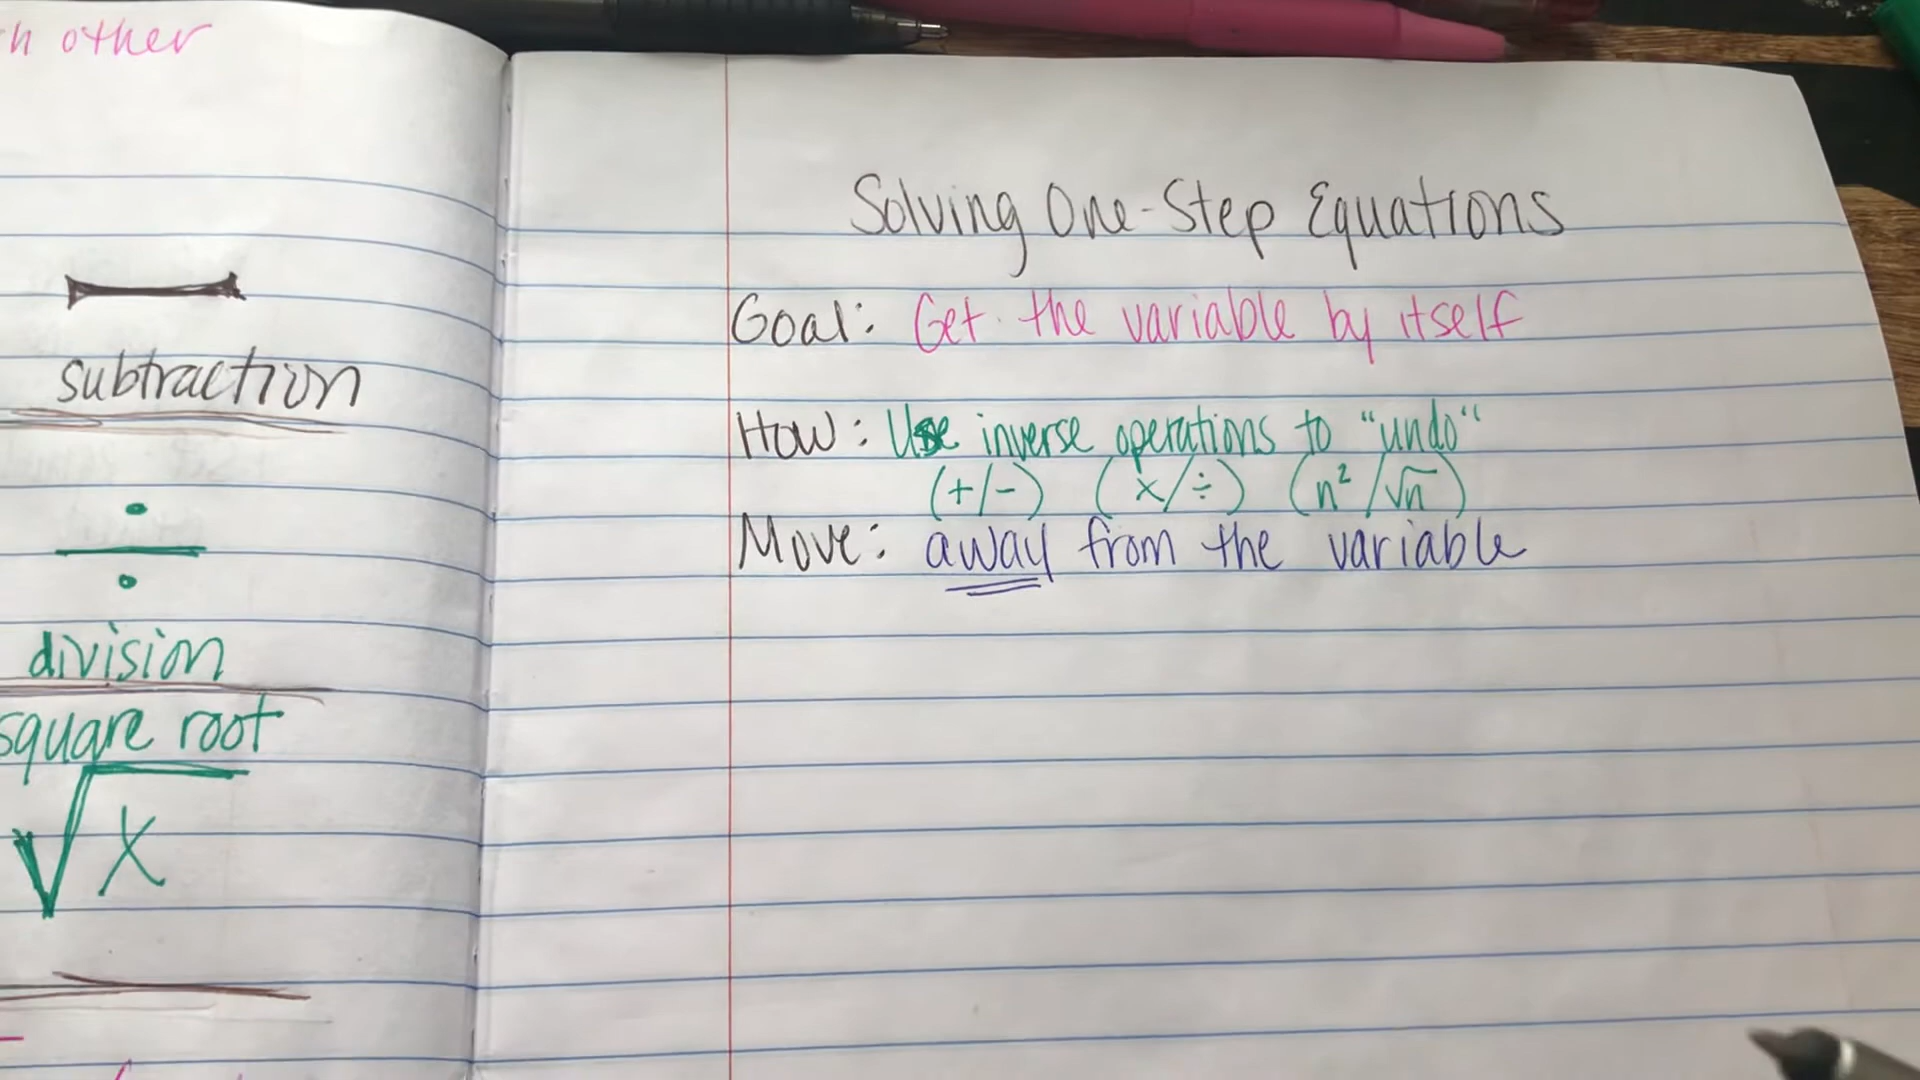 other
subtraction
÷
division
square root
√x
Solving One-Step Equations
Goal: Get the variable by itself
How: Use inverse operations to "undo"
(+/-) (x/÷) (n²/√n)
Move: away from the variable